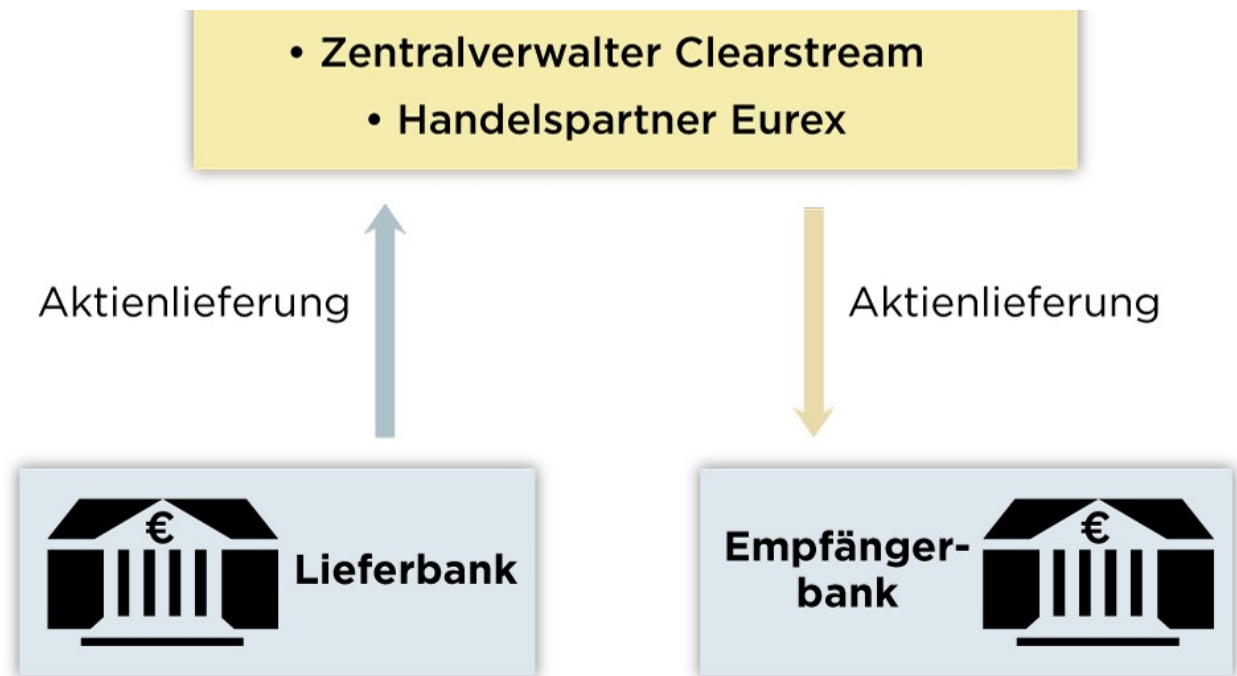 • Zentralverwalter Clearstream
• Handelspartner Eurex
Aktienlieferung
Aktienlieferung
€
Lieferbank
Empfänger-
bank
€